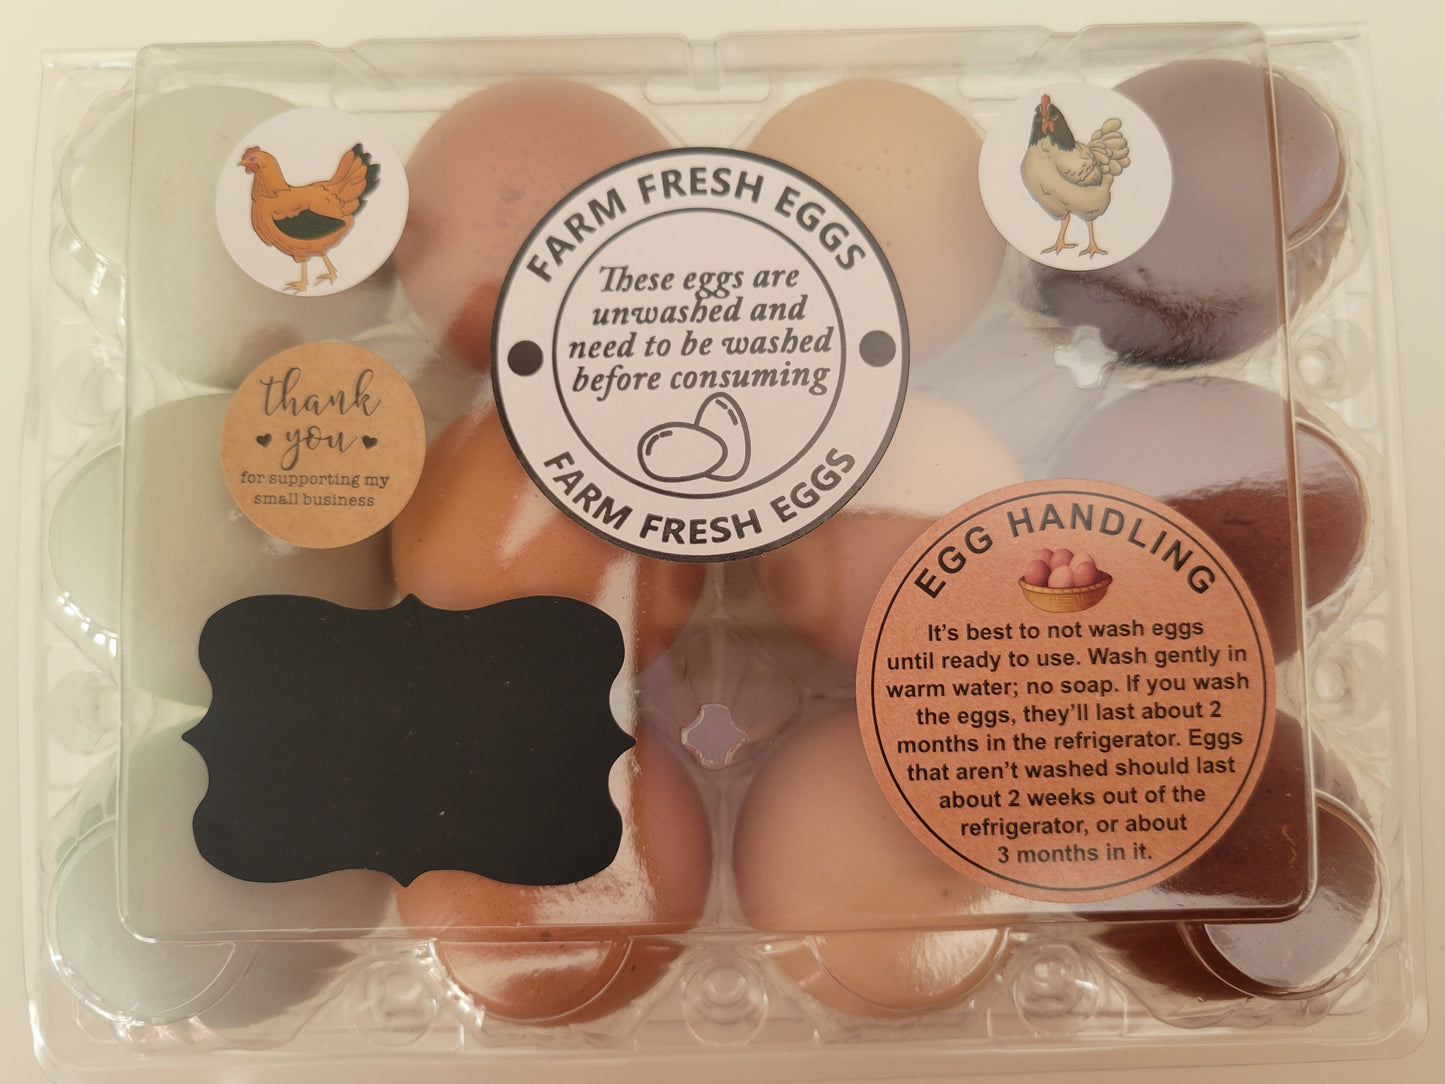 FARM FRESH EGGS
These eggs are
unwashed and
need to be washed
before consuming
FARM FRESH EGGS
thank
you
for supporting my
small business
EGG HANDLING
It's best to not wash eggs
until ready to use. Wash gently in
warm water; no soap. If you wash
the eggs, they'll last about 2
months in the refrigerator. Eggs
that aren't washed should last
about 2 weeks out of the
refrigerator, or about
3 months in it.